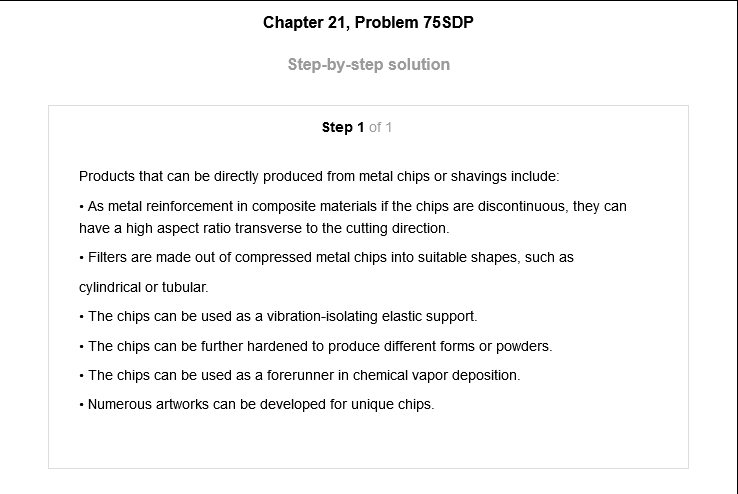 Chapter 21, Problem 75SDP
Step-by-step solution
Step 1 of 1
Products that can be directly produced from metal chips or shavings include:
• As metal reinforcement in composite materials if the chips are discontinuous, they can
have a high aspect ratio transverse to the cutting direction.
• Filters are made out of compressed metal chips into suitable shapes, such as
cylindrical or tubular.
• The chips can be used as a vibration-isolating elastic support.
• The chips can be further hardened to produce different forms or powders.
• The chips can be used as a forerunner in chemical vapor deposition.
• Numerous artworks can be developed for unique chips.